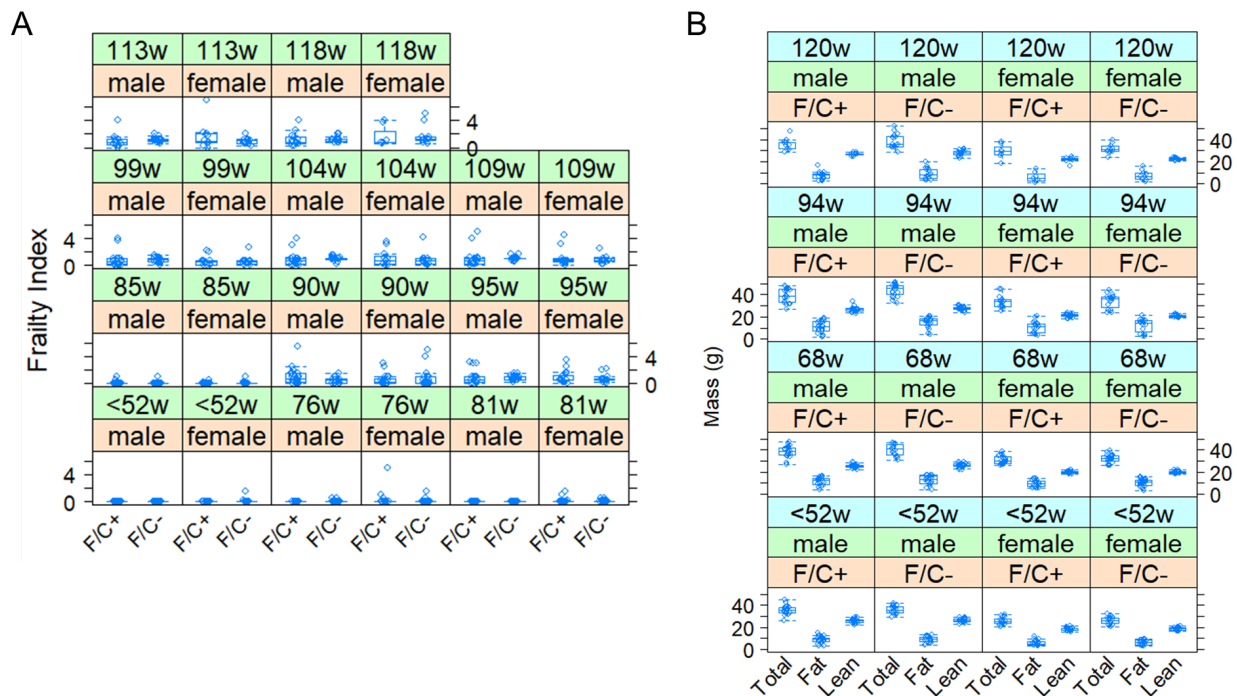 A
113w 113w 118w 118w
male female male female
4
0
99w 99w 104w 104w 109w 109w
male female male female male female
4
0
85w 85w 90w 90w 95w 95w
male female male female male female
4
0
<52w <52w 76w 76w 81w 81w
male female male female male female
4
0
F/C+ F/C- F/C+ F/C- F/C+ F/C- F/C+ F/C- F/C+ F/C- F/C+ F/C-
Frailty Index
B
120w 120w 120w 120w
male male female female
F/C+ F/C- F/C+ F/C-
40
20
0
94w 94w 94w 94w
male male female female
F/C+ F/C- F/C+ F/C-
40
20
0
68w 68w 68w 68w
male male female female
F/C+ F/C- F/C+ F/C-
40
20
0
<52w <52w <52w <52w
male male female female
F/C+ F/C- F/C+ F/C-
40
20
0
Total Fat Lean Total Fat Lean Total Fat Lean Total Fat Lean
Mass (g)